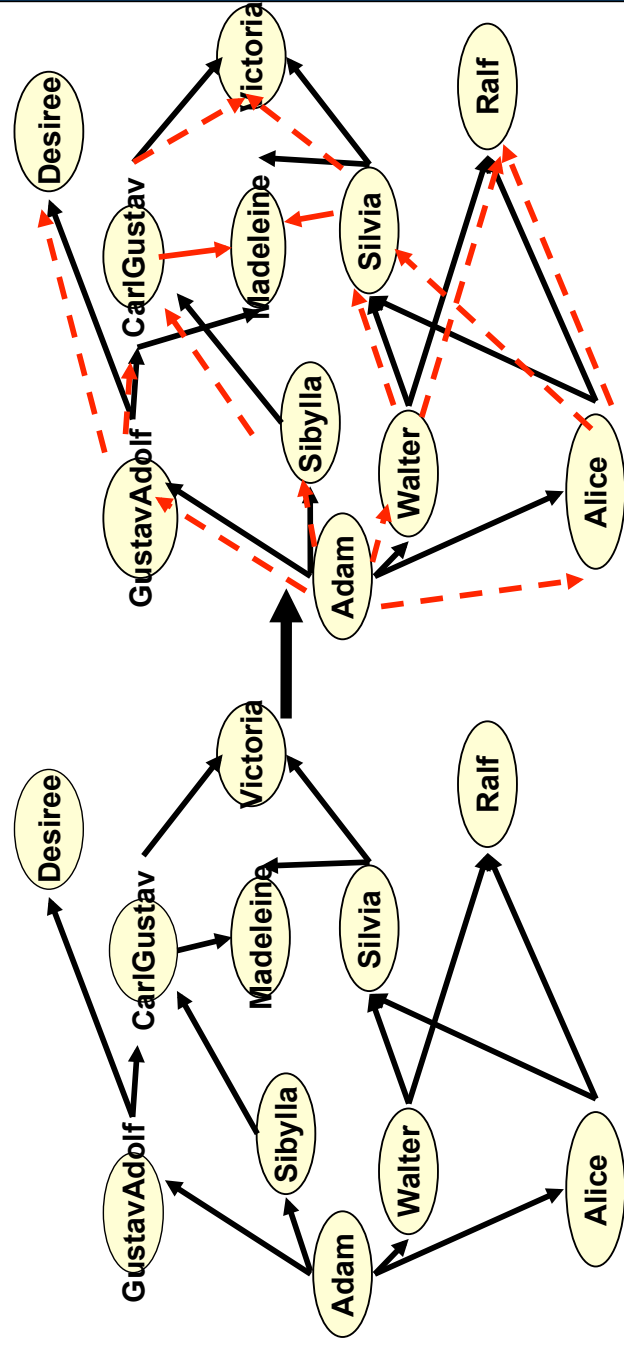 Desiree
CarlGustav
Victoria
Madeleine
GustavAdolf
Sibylla
Silvia
Adam
Walter
Ralf
Alice
Desiree
CarlGustav
Victoria
Madeleine
GustavAdolf
Sibylla
Silvia
Adam
Walter
Ralf
Alice